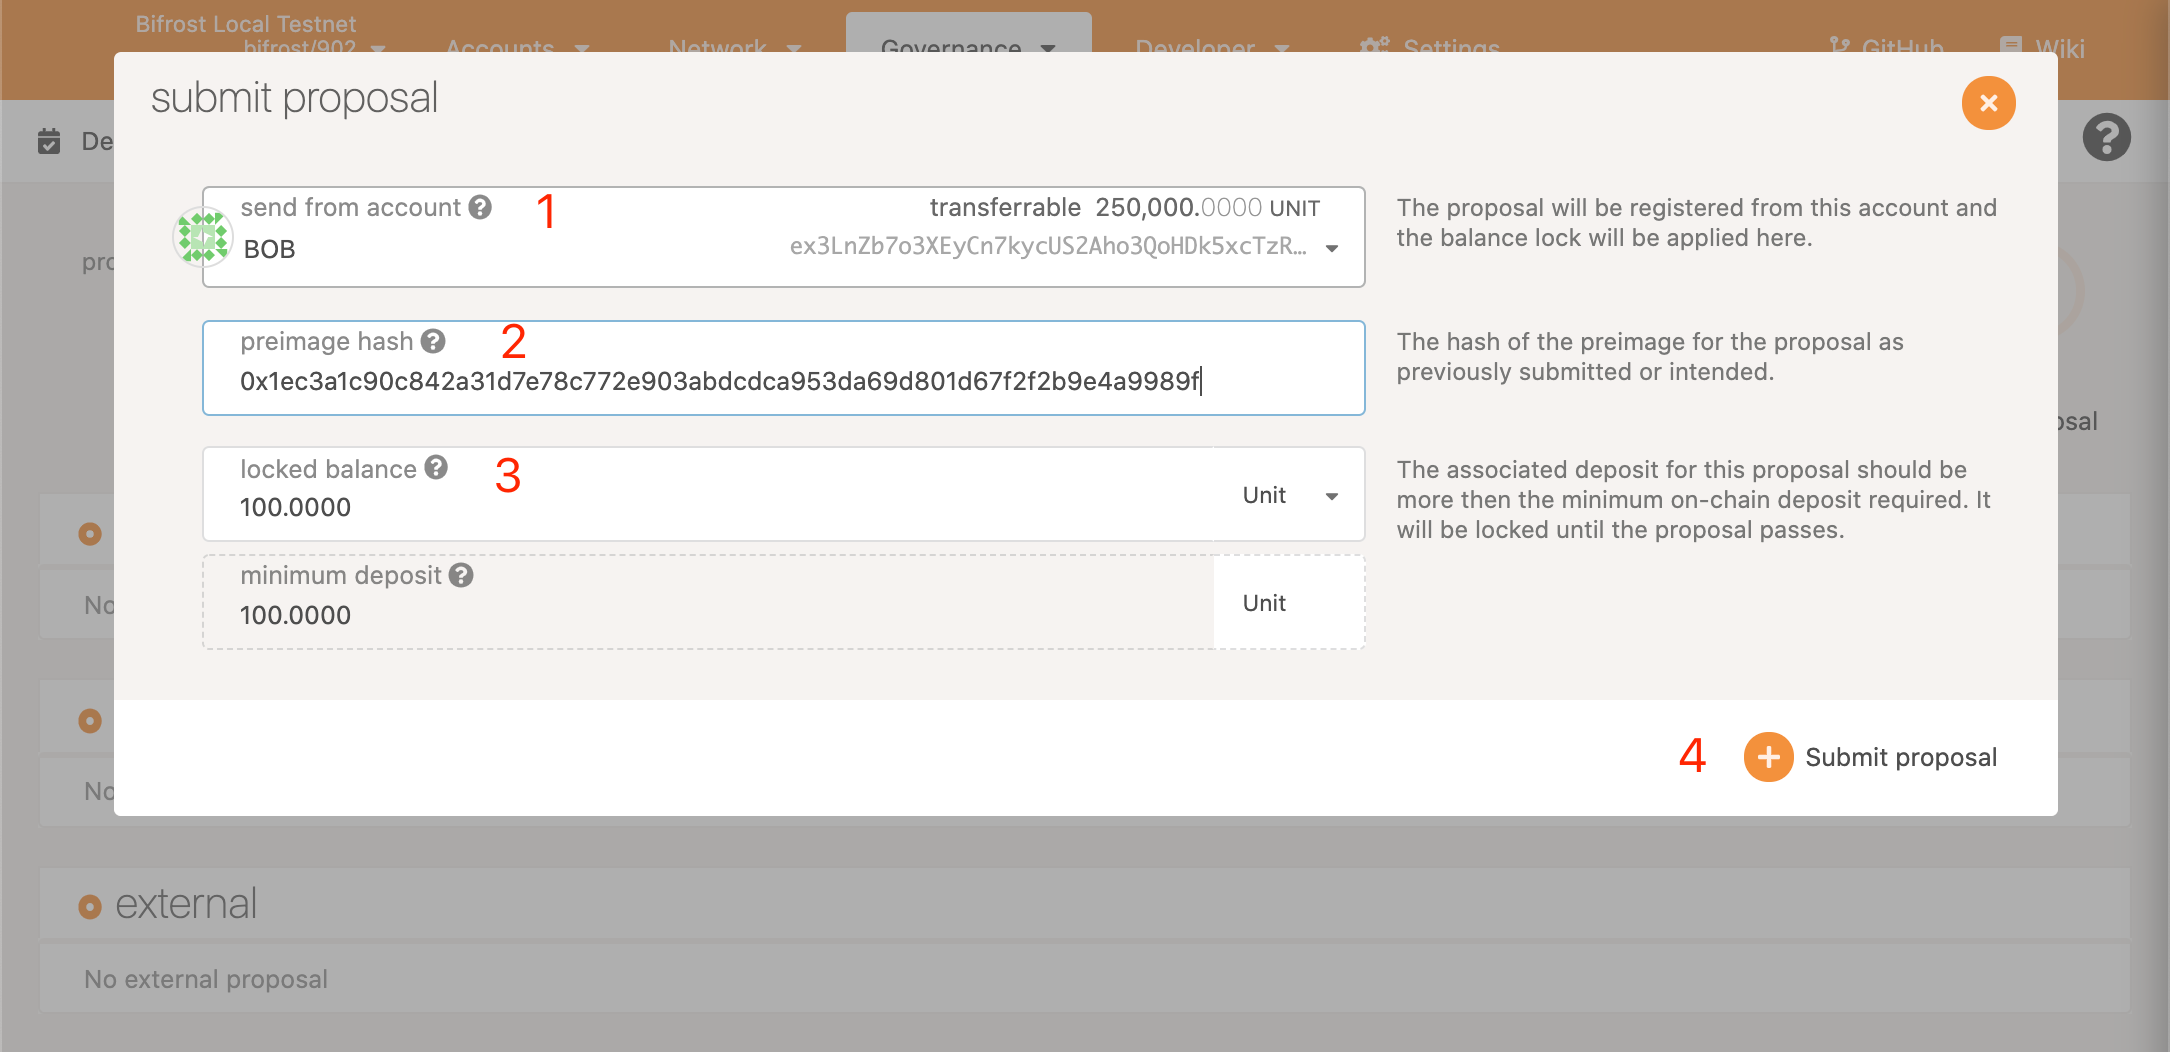 Bifrost Local Testnet
bifrost/902 Accounts Network Governance Developer Settings GitHub Wiki
submit proposal
De
send from account 1 transferrable 250,000.0000 UNIT
BOB ex3LnZb7o3XEyCn7kycUS2Aho3QoHDk5xcTzR...
The proposal will be registered from this account and
the balance lock will be applied here.
pro
preimage hash 2
0x1ec3a1c90c842a31d7e78c772e903abdcdca953da69d801d67f2f2b9e4a9989f
The hash of the preimage for the proposal as
previously submitted or intended.
osal
locked balance 3
100.0000 Unit
The associated deposit for this proposal should be
more then the minimum on-chain deposit required. It
will be locked until the proposal passes.
minimum deposit
100.0000 Unit
No
4 Submit proposal
No
external
No external proposal